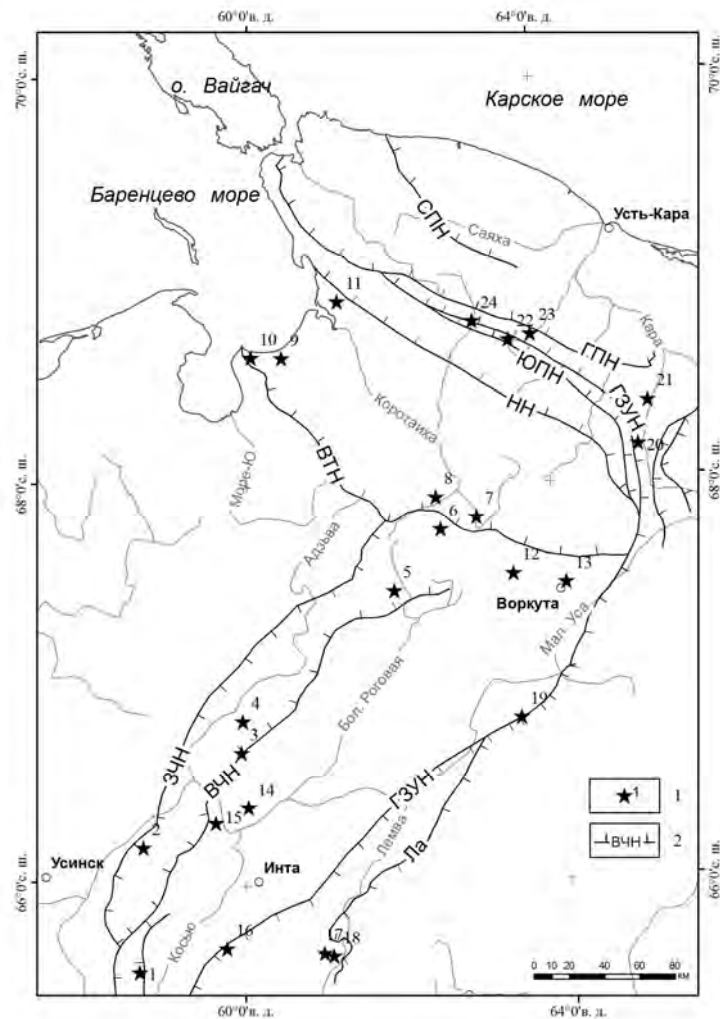 60°0'в. д.
64°0'в. д.
70°0'с. ш.
70°0'с. ш.
о. Вайгач
Карское море
Баренцево море
СПН
Саяха
Усть-Кара
11
24
22
23
10
9
ГПН
ЮПН
Кара
ГЗУН
21
НН
Коротаиха
20
68°0'с. ш.
68°0'с. ш.
Море-Ю
ВТН
8
7
Адзьва
6
5
12
13
Воркута
Мал. Уса
Бол. Роговая
4
3
19
ЗЧН
ВЧН
14
15
ГЗУН
1
1
2
Лемва
Ла
ВЧН
2
Усинск
Инта
66°0'с. ш.
66°0'с. ш.
Косью
16
17
18
1
0 10 20 40 60 80
км
60°0'в. д.
64°0'в. д.